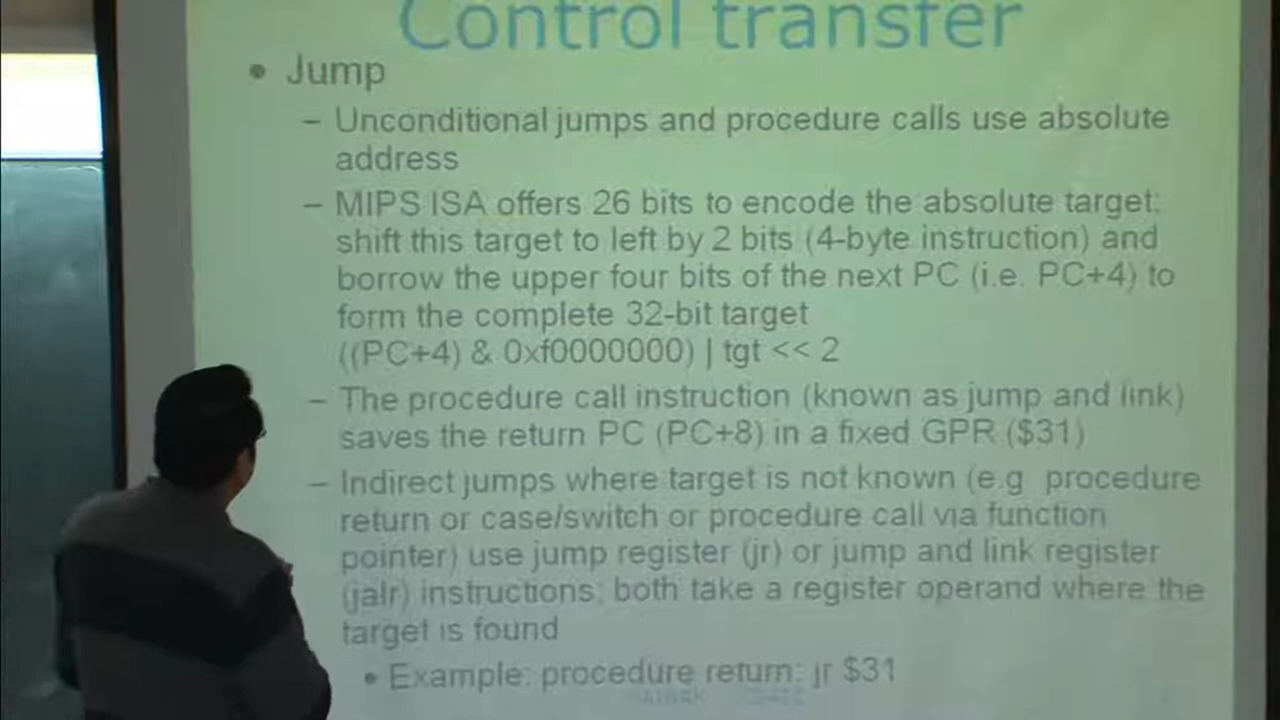 Control transfer
• Jump
– Unconditional jumps and procedure calls use absolute
address
– MIPS ISA offers 26 bits to encode the absolute target;
shift this target to left by 2 bits (4-byte instruction) and
borrow the upper four bits of the next PC (i.e. PC+4) to
form the complete 32-bit target
((PC+4) & 0xf0000000) | tgt << 2
– The procedure call instruction (known as jump and link)
saves the return PC (PC+8) in a fixed GPR ($31)
– Indirect jumps where target is not known (e.g procedure
return or case/switch or procedure call via function
pointer) use jump register (jr) or jump and link register
(jalr) instructions; both take a register operand where the
target is found
• Example: procedure return: jr $31